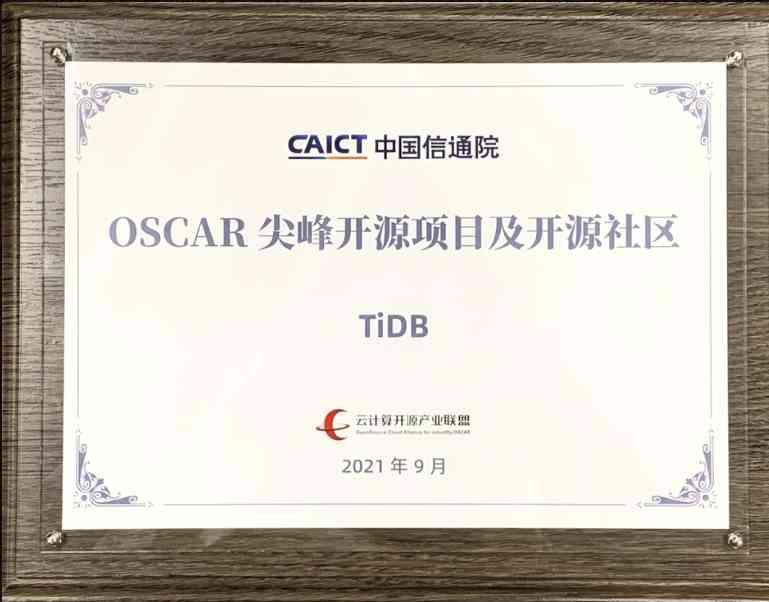 CAICT 中国信通院
OSCAR 尖峰开源项目及开源社区
TiDB
云计算开源产业联盟
OpenSource Cloud Alliance for industry,OSCAR
2021 年 9 月